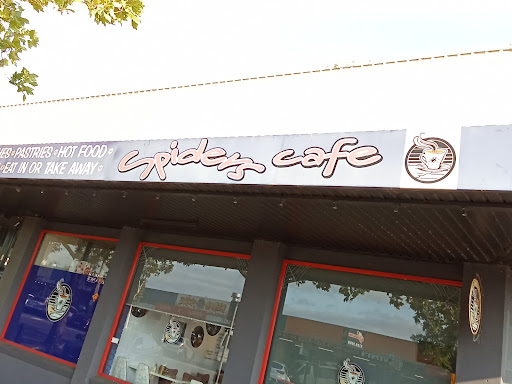 PASTRIES • HOT FOOD
EAT IN OR TAKE AWAY
Spiders cafe